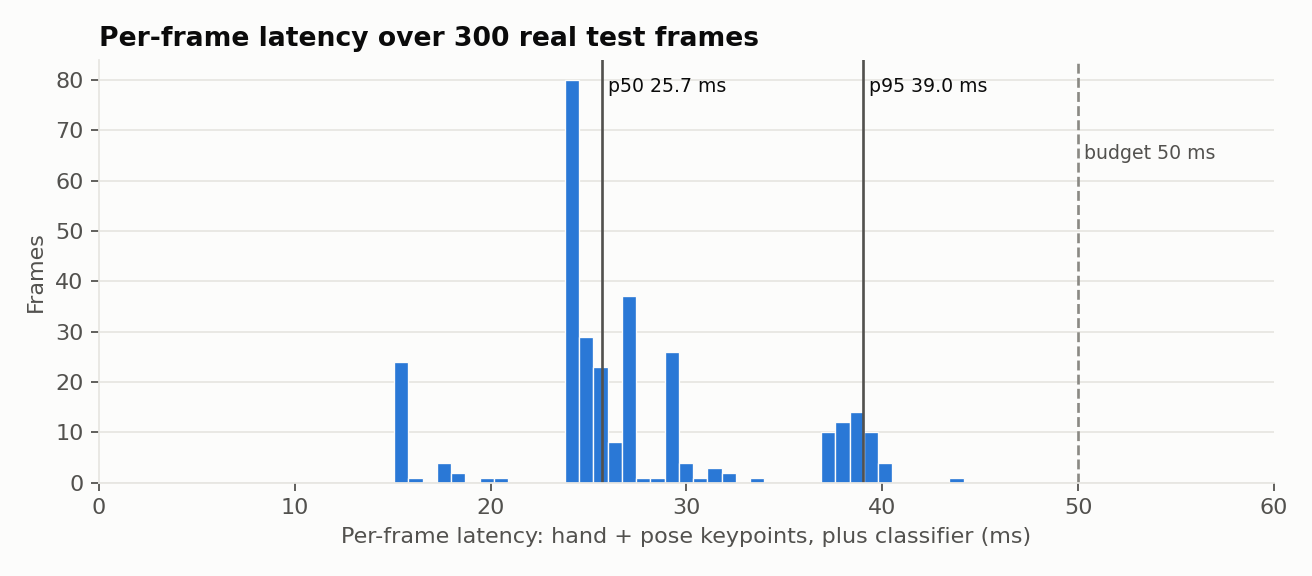 Per-frame latency over 300 real test frames
80
70
60
50
40
30
20
10
0
Frames
p50 25.7 ms
p95 39.0 ms
budget 50 ms
0 10 20 30 40 50 60
Per-frame latency: hand + pose keypoints, plus classifier (ms)